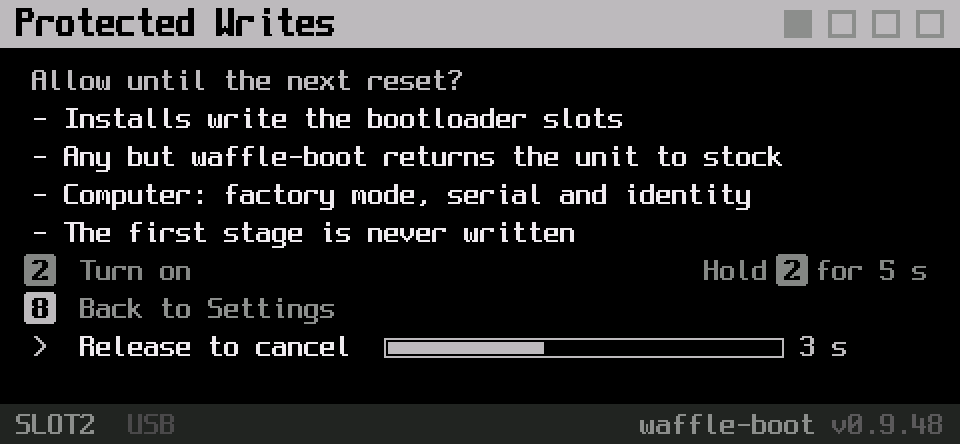 Protected Writes
Allow until the next reset?
- Installs write the bootloader slots
- Any but waffle-boot returns the unit to stock
- Computer: factory mode, serial and identity
- The first stage is never written
2 Turn on Hold 2 for 5 s
8 Back to Settings
> Release to cancel 3 s
SLOT2 USB waffle-boot v0.9.48